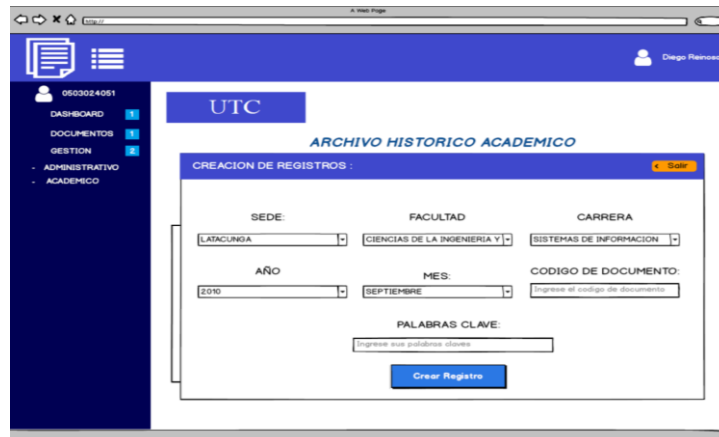 A Web Page
http://
Diego Reinoso
0503024051
DASHBOARD 1
DOCUMENTOS 1
GESTION 2
- ADMINISTRATIVO
- ACADEMICO
UTC
ARCHIVO HISTORICO ACADEMICO
CREACION DE REGISTROS :
< Salir
SEDE: FACULTAD CARRERA
LATACUNGA CIENCIAS DE LA INGENIERIA Y SISTEMAS DE INFORMACION
AÑO MES: CODIGO DE DOCUMENTO:
2010 SEPTIEMBRE Ingrese el codigo de documento
PALABRAS CLAVE:
Ingrese sus palabras claves
Crear Registro